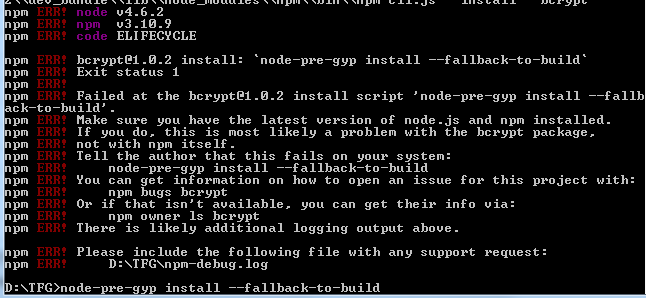 2\\dev_bundle\\lib\\node_modules\\npm\\bin\\npm-cli.js" "install" "bcrypt"
npm ERR! node v4.6.2
npm ERR! npm  v3.10.9
npm ERR! code ELIFECYCLE
npm ERR! bcrypt@1.0.2 install: `node-pre-gyp install --fallback-to-build`
npm ERR! Exit status 1
npm ERR!
npm ERR! Failed at the bcrypt@1.0.2 install script 'node-pre-gyp install --fallb
ack-to-build'.
npm ERR! Make sure you have the latest version of node.js and npm installed.
npm ERR! If you do, this is most likely a problem with the bcrypt package,
npm ERR! not with npm itself.
npm ERR! Tell the author that this fails on your system:
npm ERR!     node-pre-gyp install --fallback-to-build
npm ERR! You can get information on how to open an issue for this project with:
npm ERR!     npm bugs bcrypt
npm ERR! Or if that isn't available, you can get their info via:
npm ERR!     npm owner ls bcrypt
npm ERR! There is likely additional logging output above.
npm ERR! Please include the following file with any support request:
npm ERR!     D:\TFG\npm-debug.log
D:\TFG>node-pre-gyp install --fallback-to-build